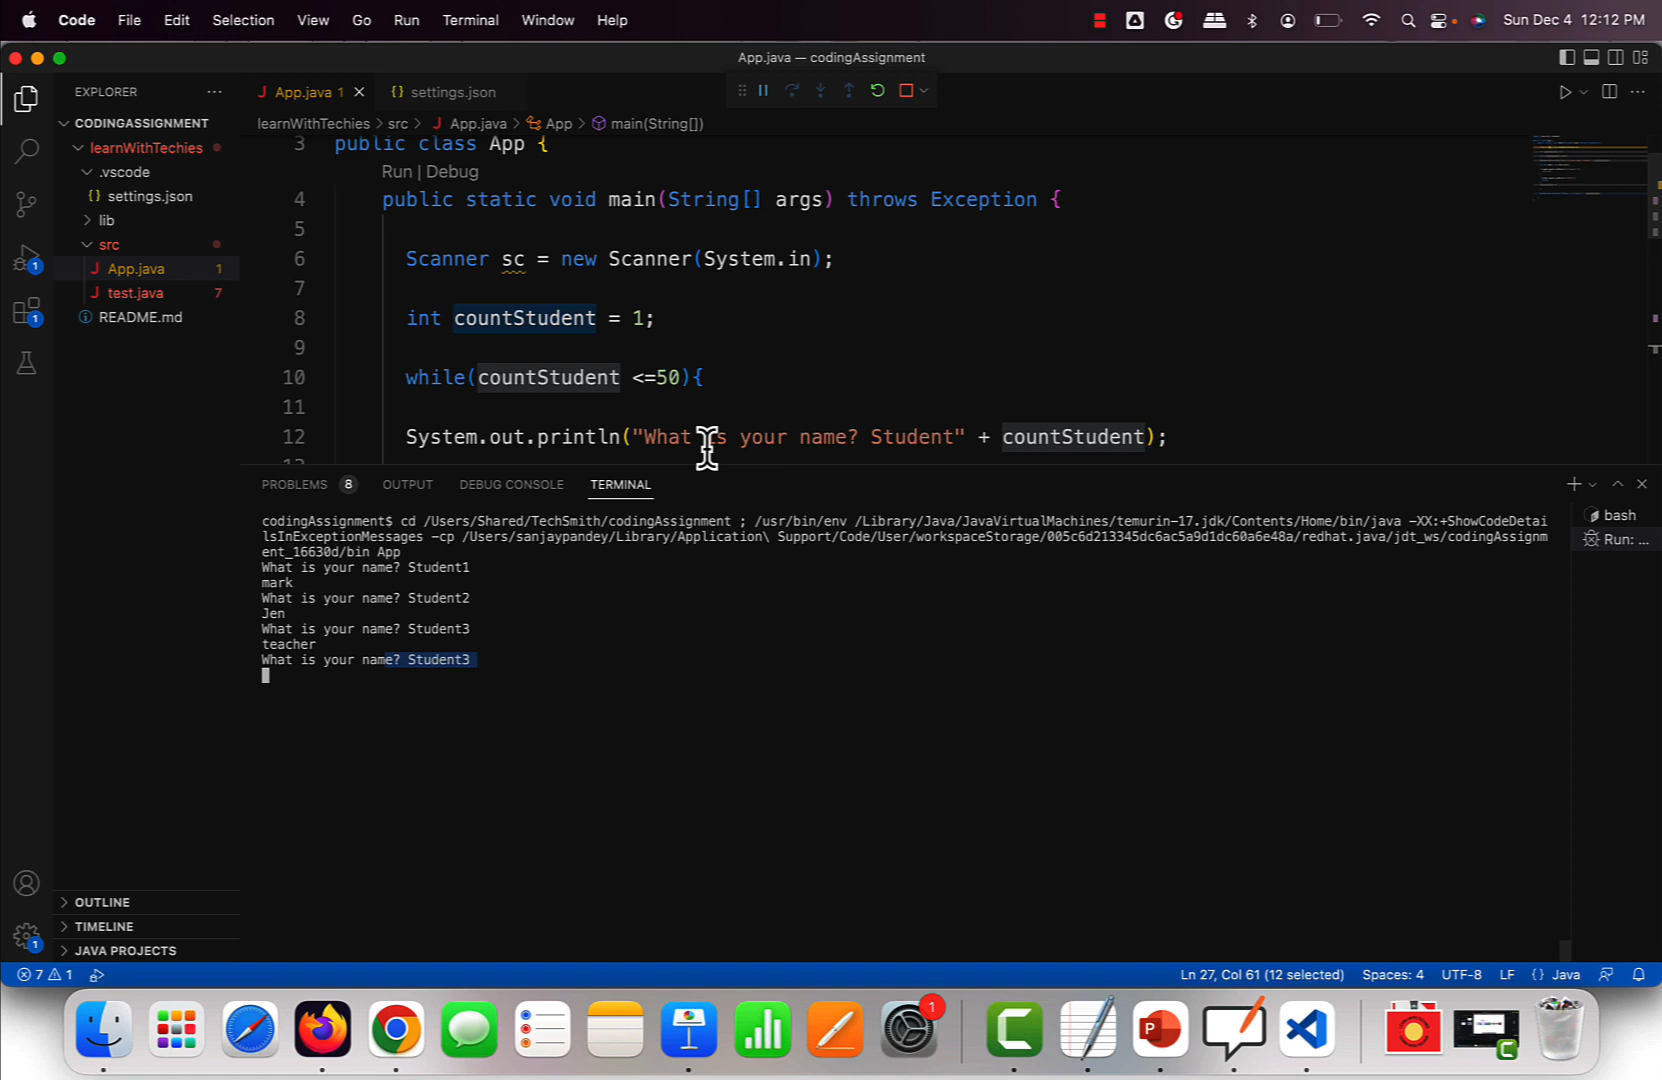 Code File Edit Selection View Go Run Terminal Window Help Sun Dec 4 12:12 PM
App.java — codingAssignment
EXPLORER
App.java 1
settings.json
learnWithTechies > src > App.java > App > main(String[])
CODINGASSIGNMENT
learnWithTechies
.vscode
settings.json
lib
src
App.java 1
test.java 7
README.md
3 public class App {
Run | Debug
4 public static void main(String[] args) throws Exception {
5
6 Scanner sc = new Scanner(System.in);
7
8 int countStudent = 1;
9
10 while(countStudent <=50){
11
12 System.out.println("What is your name? Student" + countStudent);
PROBLEMS 8 OUTPUT DEBUG CONSOLE TERMINAL
codingAssignment$ cd /Users/Shared/TechSmith/codingAssignment ; /usr/bin/env /Library/Java/JavaVirtualMachines/temurin-17.jdk/Contents/Home/bin/java -XX:+ShowCodeDetai
lsInExceptionMessages -cp /Users/sanjaypandey/Library/Application\ Support/Code/User/workspaceStorage/005c6d213345dc6ac5a9d1dc60a6e48a/redhat.java/jdt_ws/codingAssignm
ent_16630d/bin App
What is your name? Student1
mark
What is your name? Student2
Jen
What is your name? Student3
teacher
What is your name? Student3
bash
Run: ...
OUTLINE
TIMELINE
JAVA PROJECTS
1
1
1
7 1
Ln 27, Col 61 (12 selected) Spaces: 4 UTF-8 LF {} Java
1